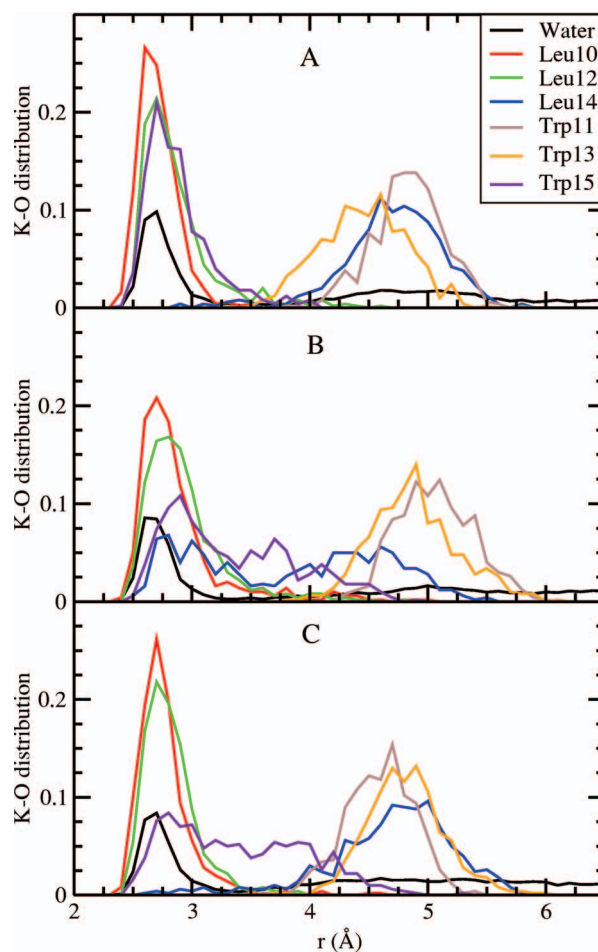 Water
Leu10
Leu12
Leu14
Trp11
Trp13
Trp15
A
0.2
0.1
0
K-O distribution
B
0.2
0.1
0
K-O distribution
C
0.2
0.1
0
K-O distribution
2 3 4 5 6
r (Å)